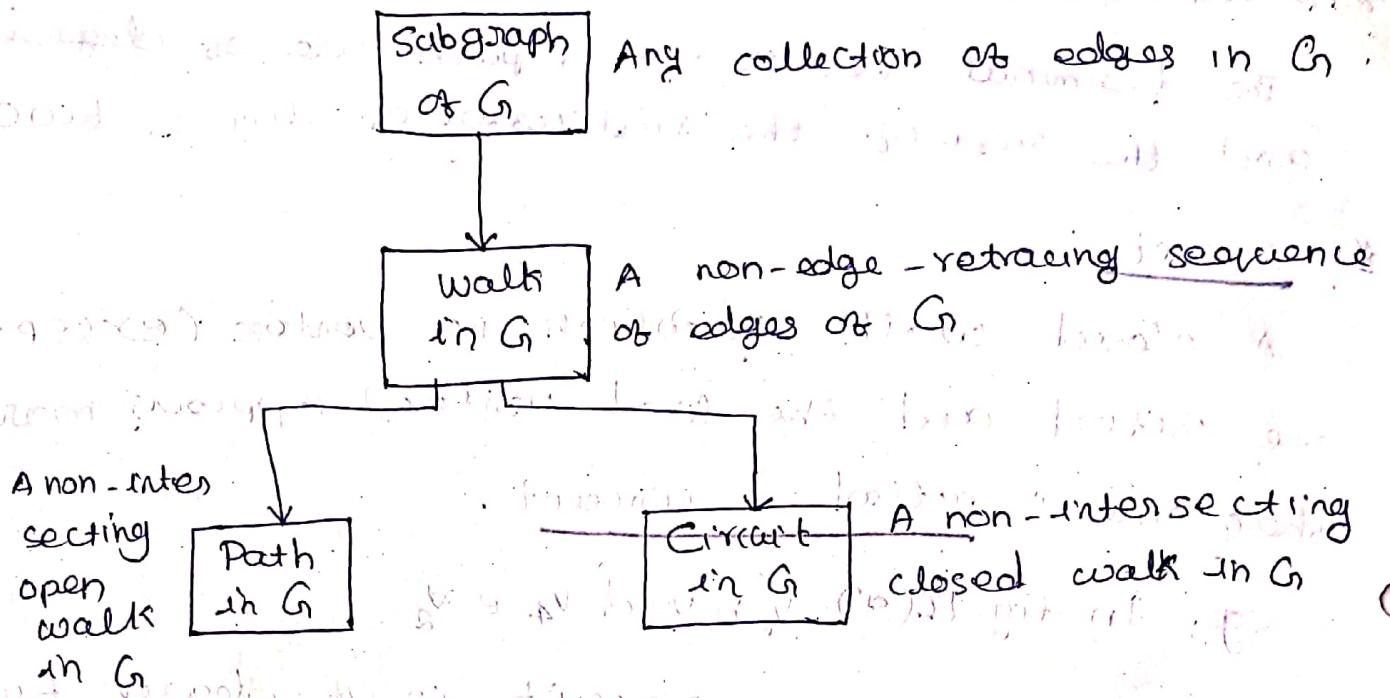 Subgraph
of G
Any collection of edges in G.
Walk
in G.
A non-edge-retracing sequence
of edges of G.
A non-inter
secting
open
walk
in G
Path
in G
Circuit
in G
A non-intersecting
closed walk in G